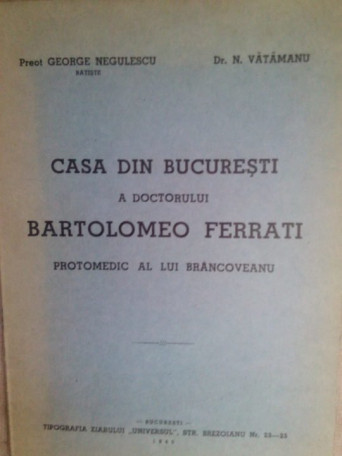 Preot GEORGE NEGULESCU
BATIȘTE
Dr. N. VĂTĂMANU
CASA DIN BUCUREȘTI
A DOCTORULUI
BARTOLOMEO FERRATI
PROTOMEDIC AL LUI BRÂNCOVEANU
— BUCUREȘTI —
TIPOGRAFIA ZIARULUI „UNIVERSUL”, STR. BREZOIANU Nr. 23—25